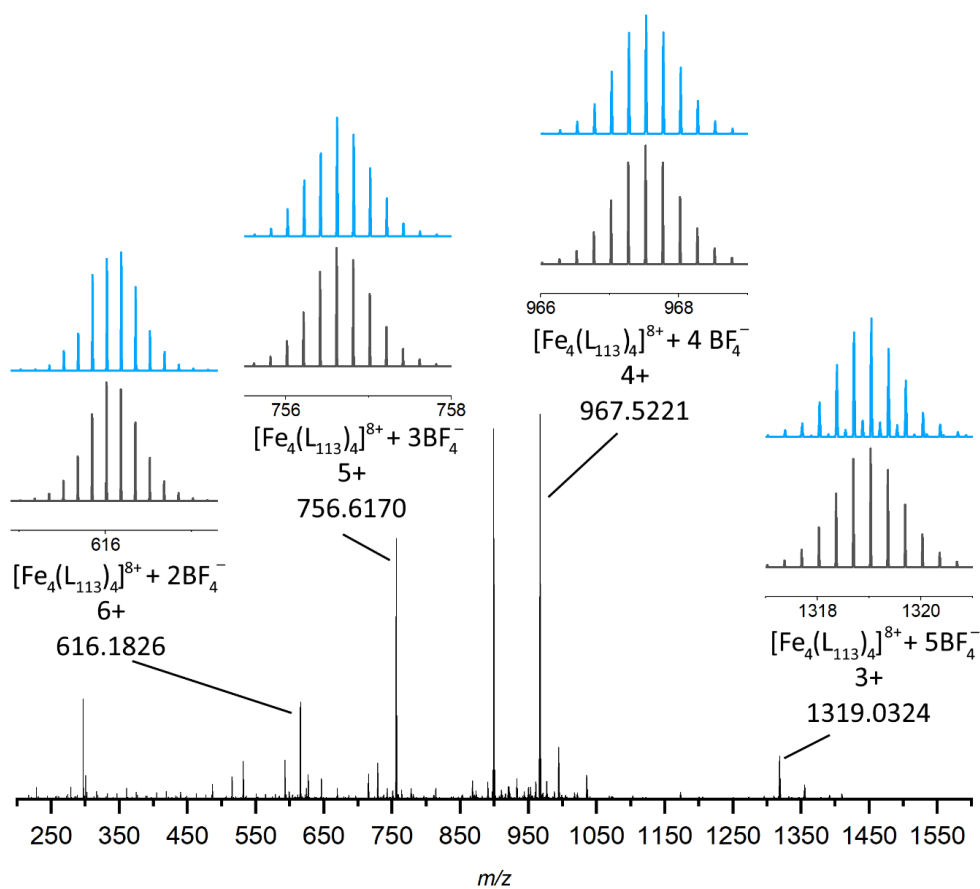 966 968
[Fe₄(L₁₁₃)₄]⁸⁺ + 4 BF₄⁻
4+
967.5221
756 758
[Fe₄(L₁₁₃)₄]⁸⁺ + 3BF₄⁻
5+
756.6170
616
[Fe₄(L₁₁₃)₄]⁸⁺ + 2BF₄⁻
6+
616.1826
1318 1320
[Fe₄(L₁₁₃)₄]⁸⁺ + 5BF₄⁻
3+
1319.0324
250 350 450 550 650 750 850 950 1050 1150 1250 1350 1450 1550
m/z